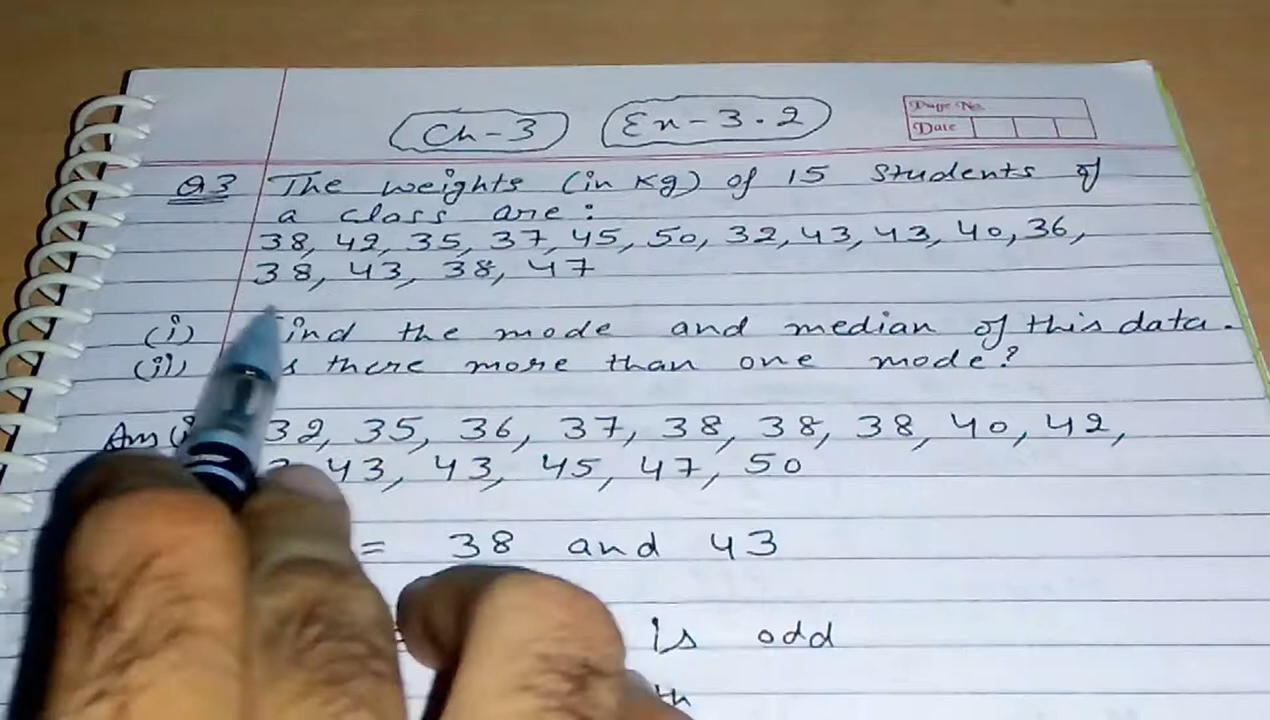 Ch-3 Ex-3.2
Page No.
Date
Q3 The weights (in kg) of 15 students of
a class are:
38, 42, 35, 37, 45, 50, 32, 43, 43, 40, 36,
38, 43, 38, 47
(i) Find the mode and median of this data.
(ii) there more than one mode?
Ans (i) 32, 35, 36, 37, 38, 38, 38, 40, 42,
43, 43, 45, 47, 50
= 38 and 43
is odd
th